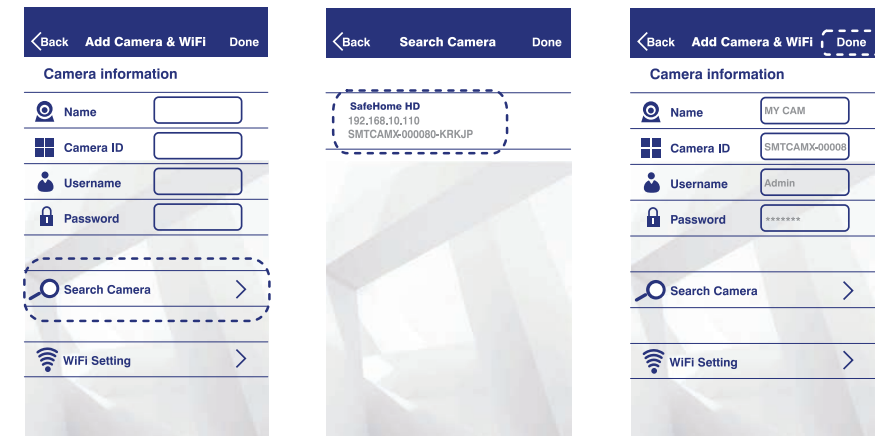 Back Add Camera & WiFi Done
Camera information
Name
Camera ID
Username
Password
Search Camera
WiFi Setting
Back Search Camera Done
SafeHome HD
192.168.10.110
SMTCAMX-000080-KRKJP
Back Add Camera & WiFi Done
Camera information
Name MY CAM
Camera ID SMTCAMX-00008
Username Admin
Password *******
Search Camera
WiFi Setting